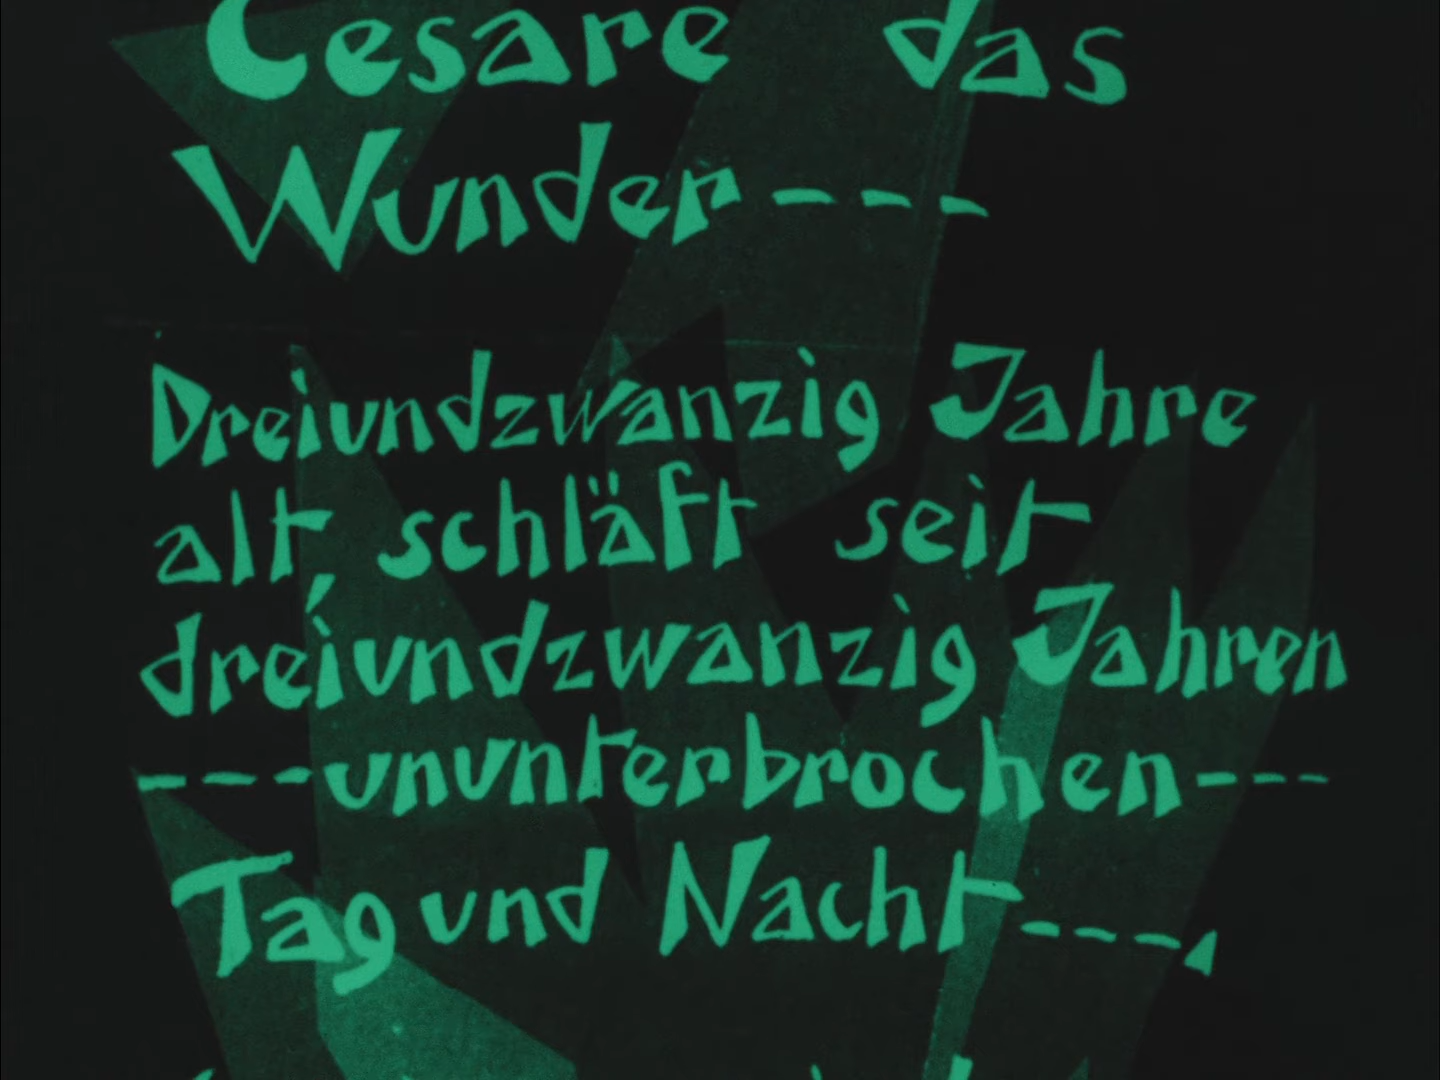 Cesare das
Wunder---
Dreiundzwanzig Jahre
alt, schläft seit
dreiundzwanzig Jahren
---ununterbrochen---
Tag und Nacht---